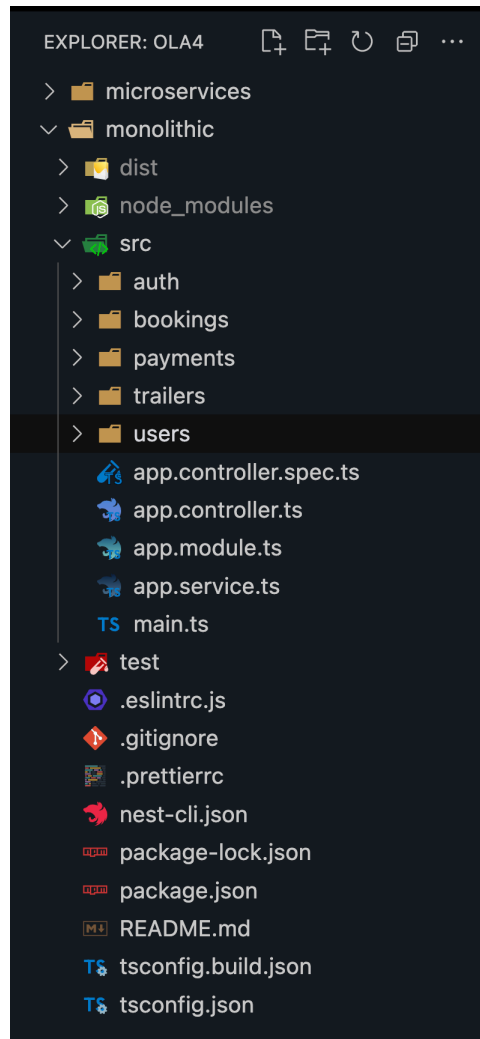 EXPLORER: OLA4
microservices
monolithic
dist
node_modules
src
auth
bookings
payments
trailers
users
app.controller.spec.ts
app.controller.ts
app.module.ts
app.service.ts
TS main.ts
test
.eslintrc.js
.gitignore
.prettierrc
nest-cli.json
package-lock.json
package.json
README.md
TS tsconfig.build.json
TS tsconfig.json